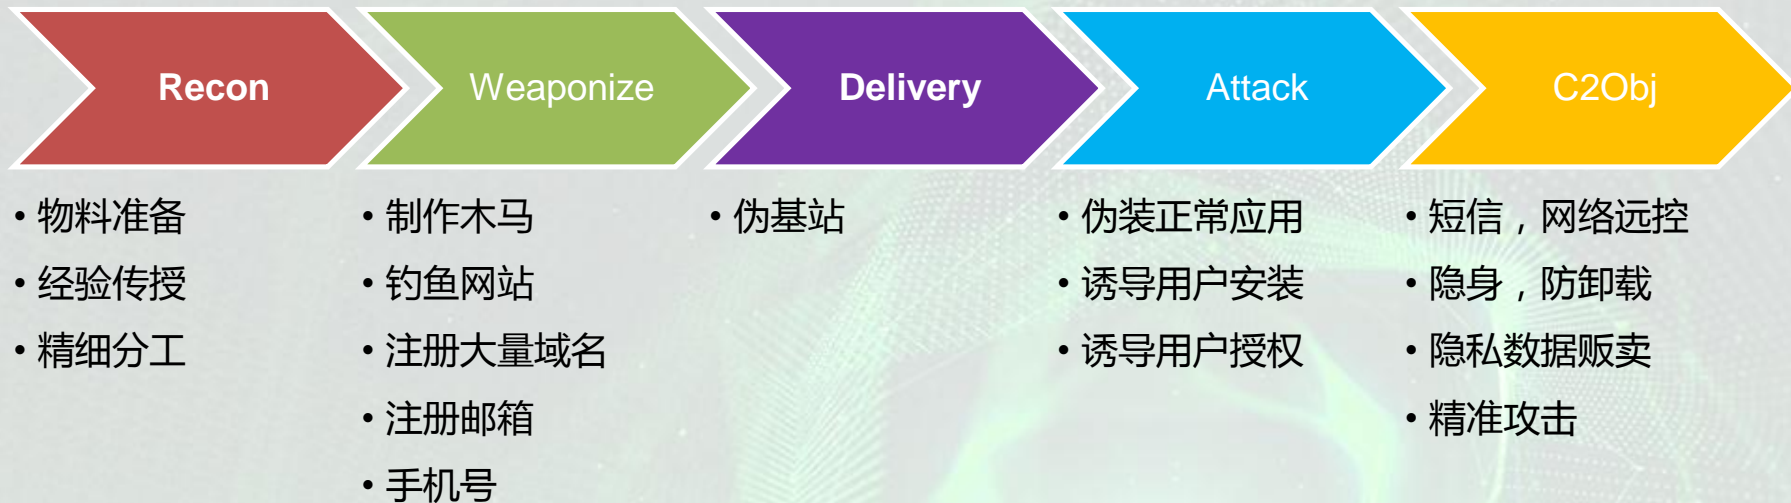 Recon
Weaponize
Delivery
Attack
C2Obj
• 物料准备
• 经验传授
• 精细分工
• 制作木马
• 钓鱼网站
• 注册大量域名
• 注册邮箱
• 手机号
• 伪基站
• 伪装正常应用
• 诱导用户安装
• 诱导用户授权
• 短信，网络远控
• 隐身，防卸载
• 隐私数据贩卖
• 精准攻击